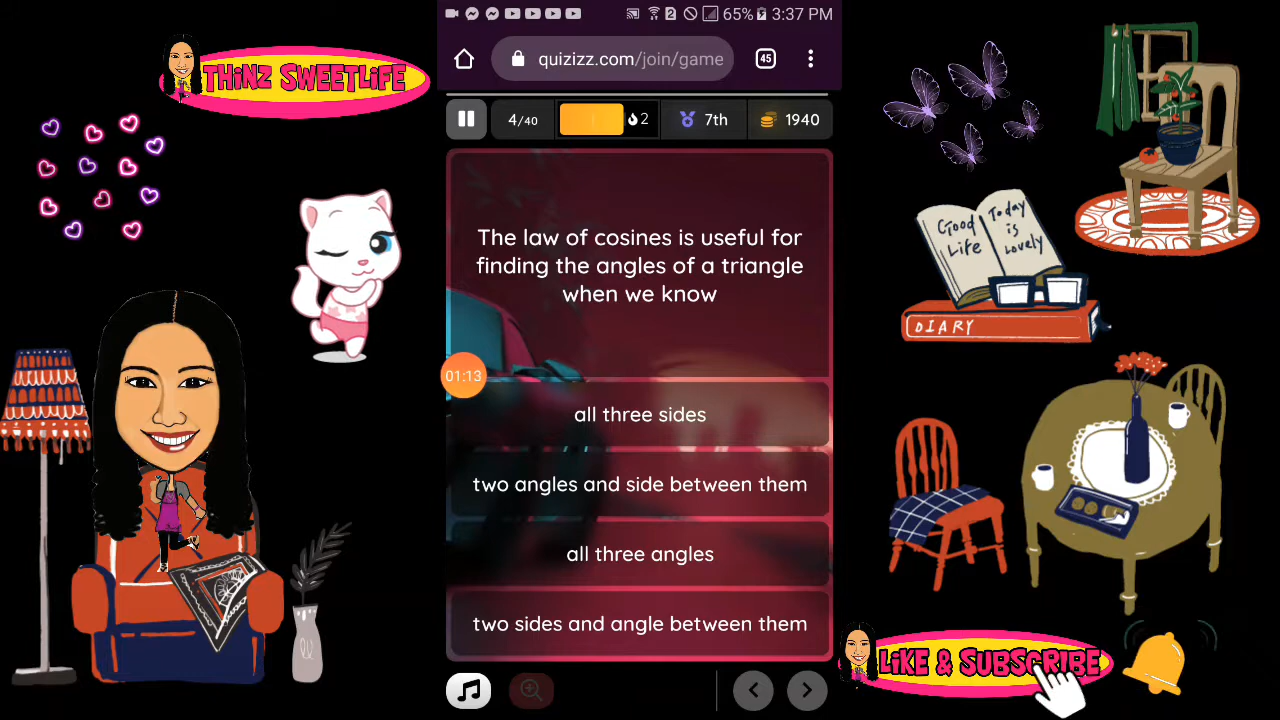 THiNZ SWEETLiFE
65% 3:37 PM
quizizz.com/join/game
45
4/40
2
7th
1940
The law of cosines is useful for
finding the angles of a triangle
when we know
01:13
all three sides
two angles and side between them
all three angles
two sides and angle between them
Good
Life
Today
is
Lovely
DIARY
LiKE & SUBSCRIBE